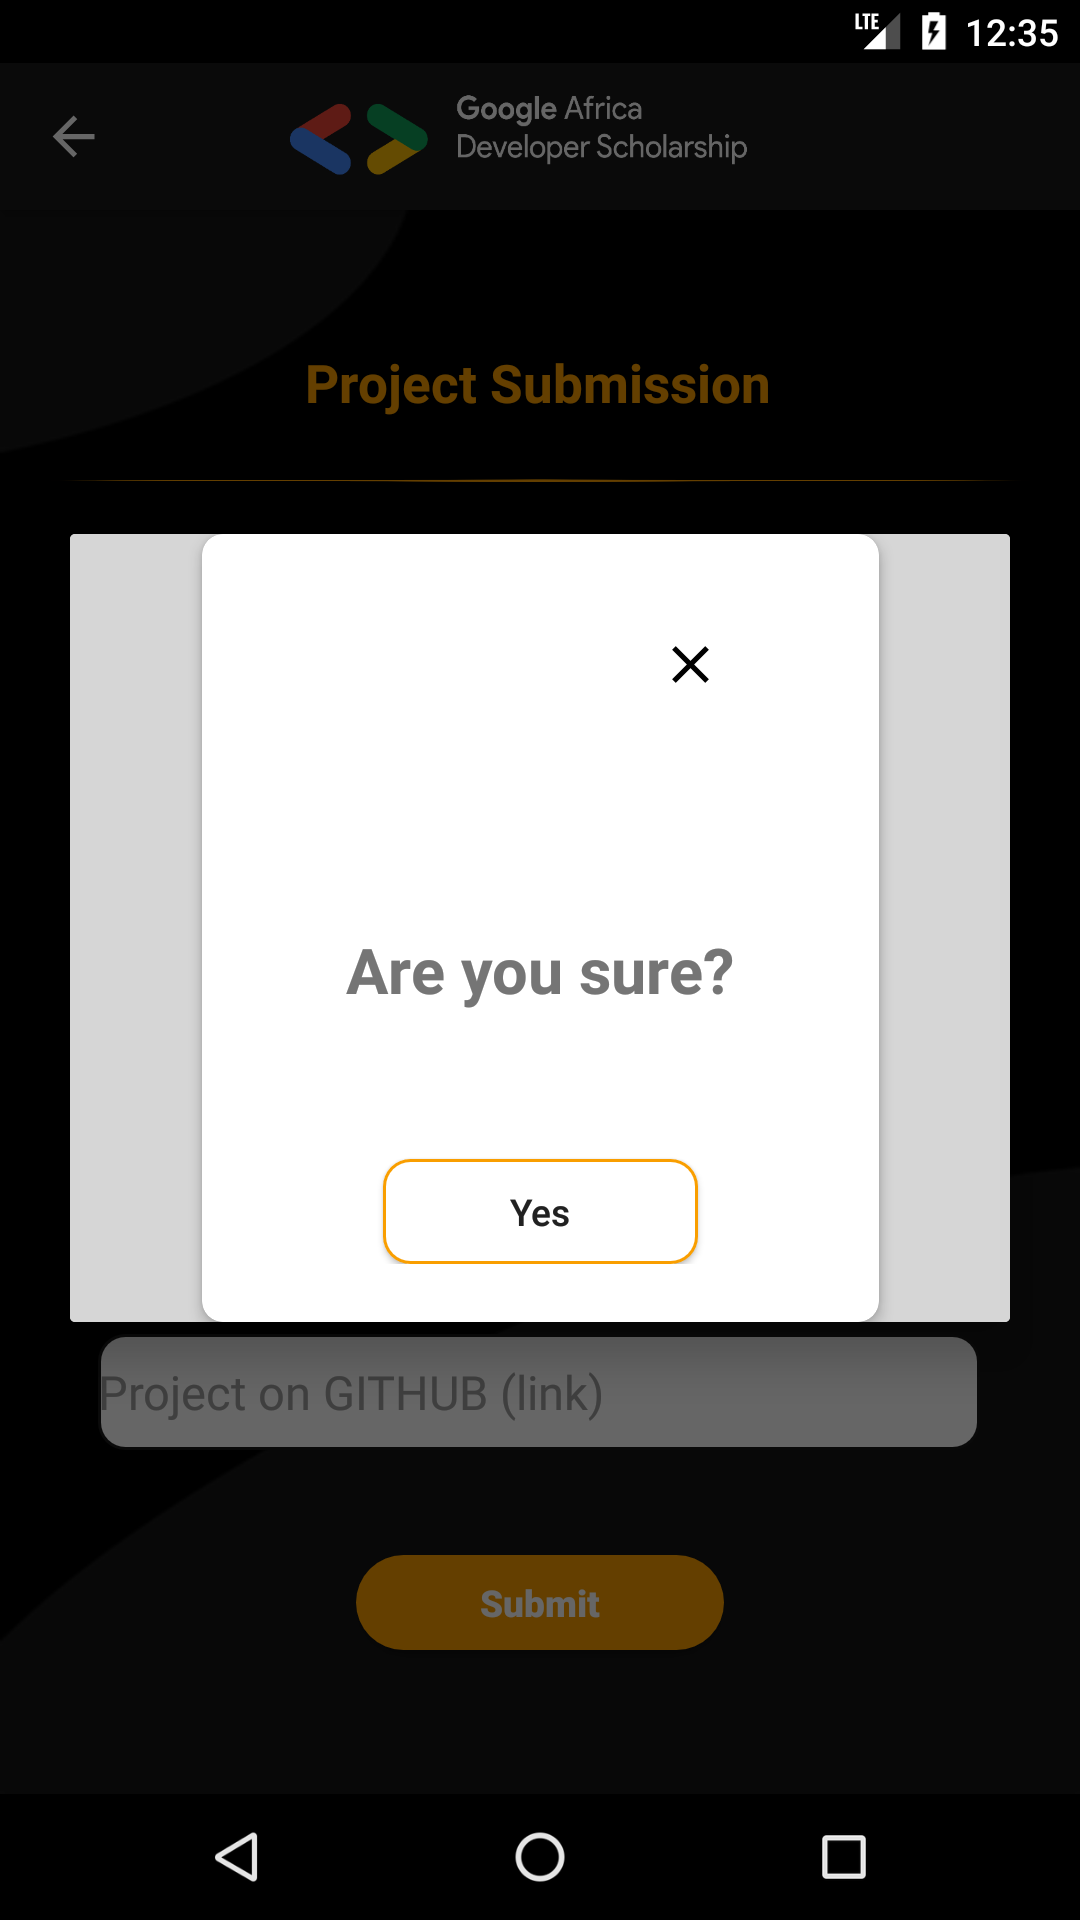 LTE 12:35
Google Africa
Developer Scholarship
Project Submission
Are you sure?
Yes
Project on GITHUB (link)
Submit